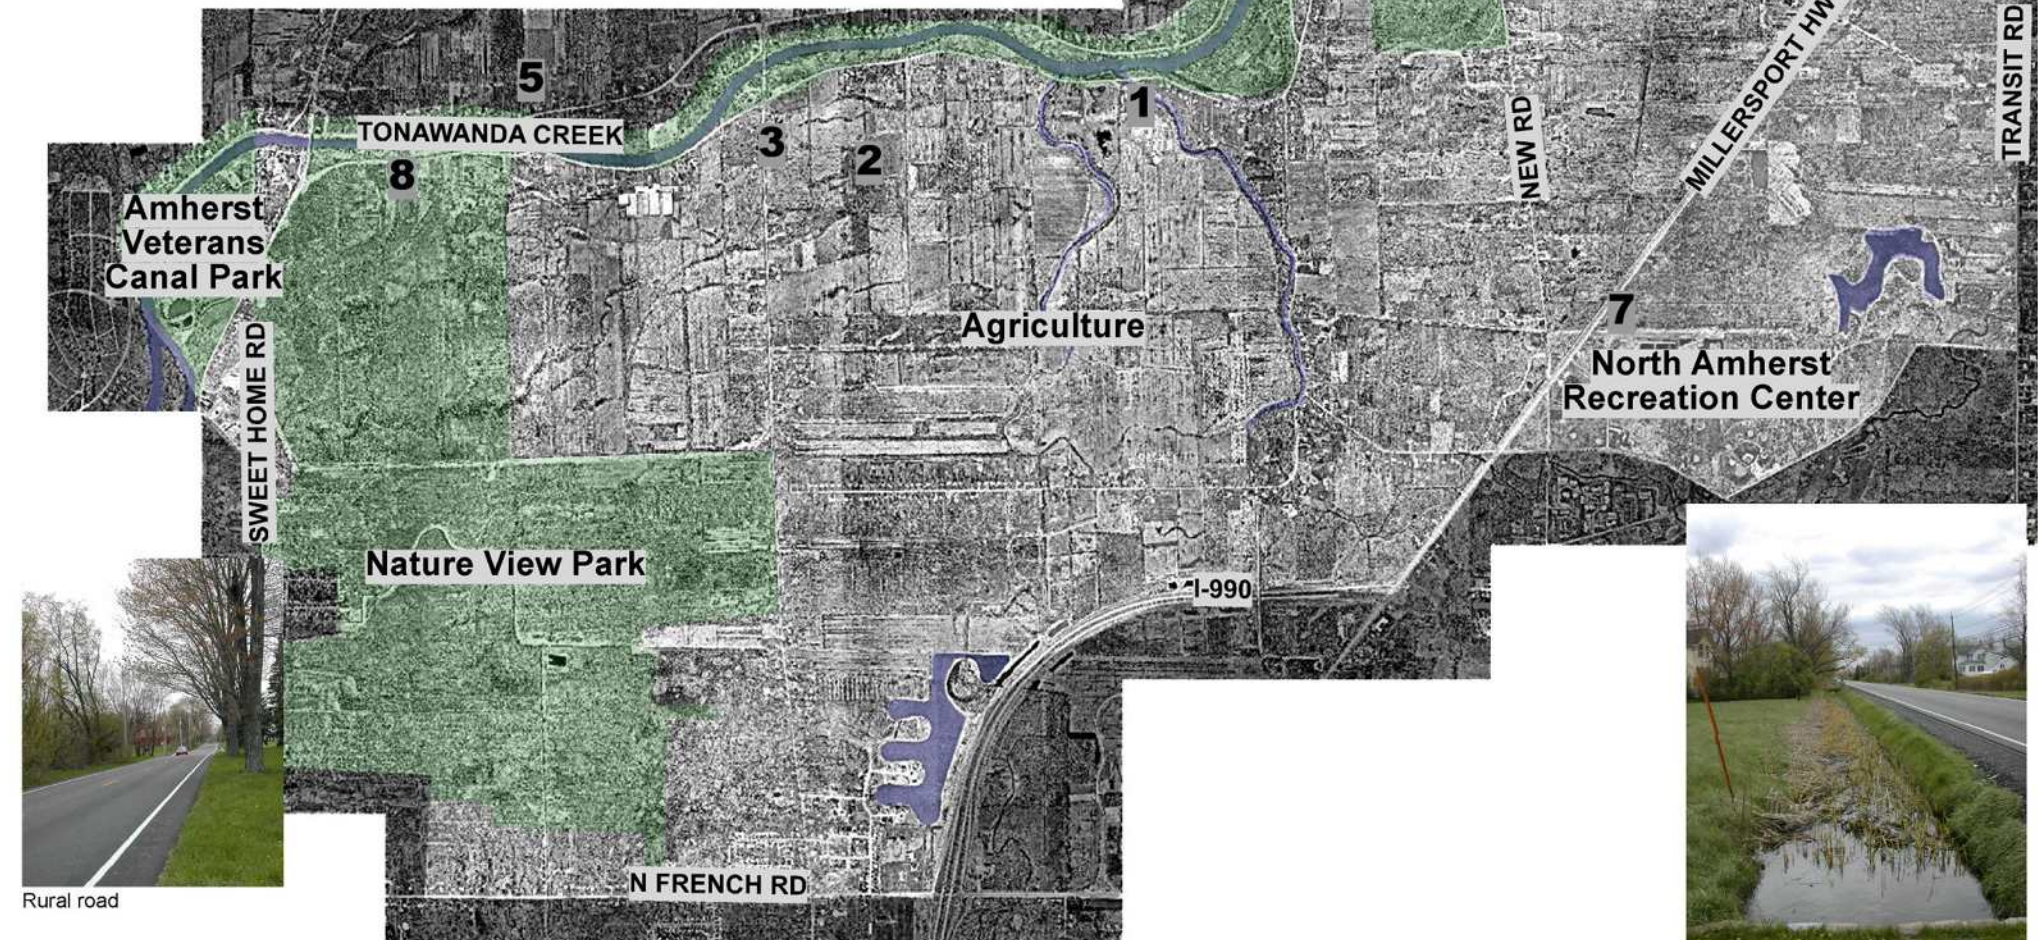 TRANSIT RD
MILLERSPORT HW
5
1
NEW RD
TONAWANDA CREEK
3
2
8
Amherst
Veterans
Canal Park
7
Agriculture
SWEET HOME RD
North Amherst
Recreation Center
Nature View Park
I-990
N FRENCH RD
Rural road